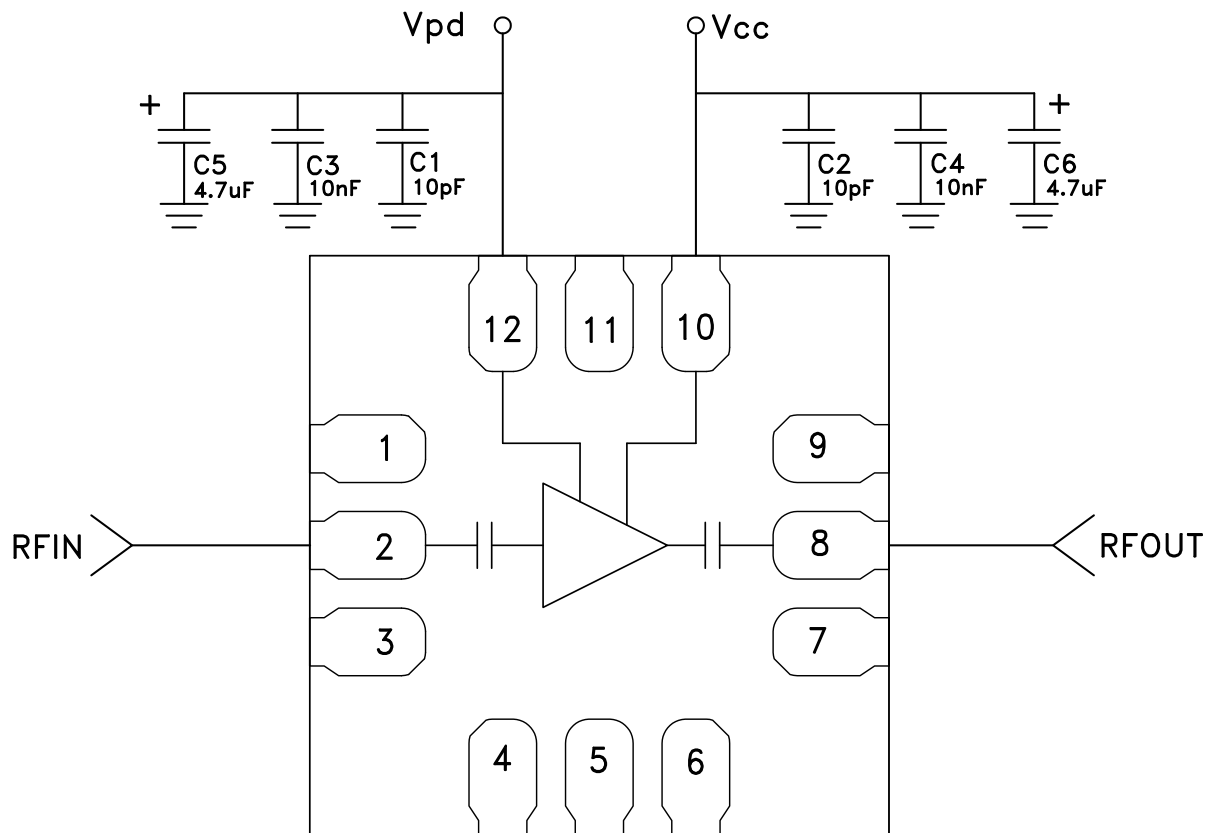 Vpd
Vcc
+
C5
4.7uF
C3
10nF
C1
10pF
C2
10pF
C4
10nF
+
C6
4.7uF
12
11
10
1
9
RFIN
2
8
RFOUT
3
7
4
5
6